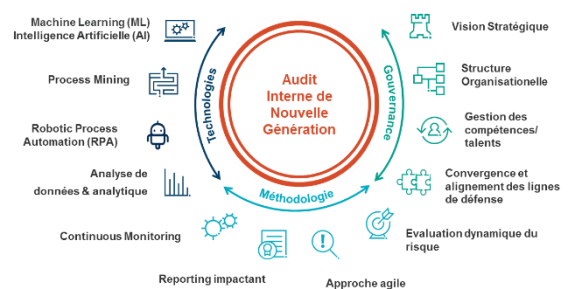 Machine Learning (ML)
Intelligence Artificielle (AI)
Process Mining
Robotic Process
Automation (RPA)
Analyse de
données & analytique
Continuous Monitoring
Reporting impactant
Approche agile
Evaluation dynamique du
risque
Convergence et
alignement des lignes
de défense
Gestion des
compétences/
talents
Structure
Organisationelle
Vision Stratégique
Technologies
Gouvernance
Méthodologie
Audit
Interne de
Nouvelle
Génération